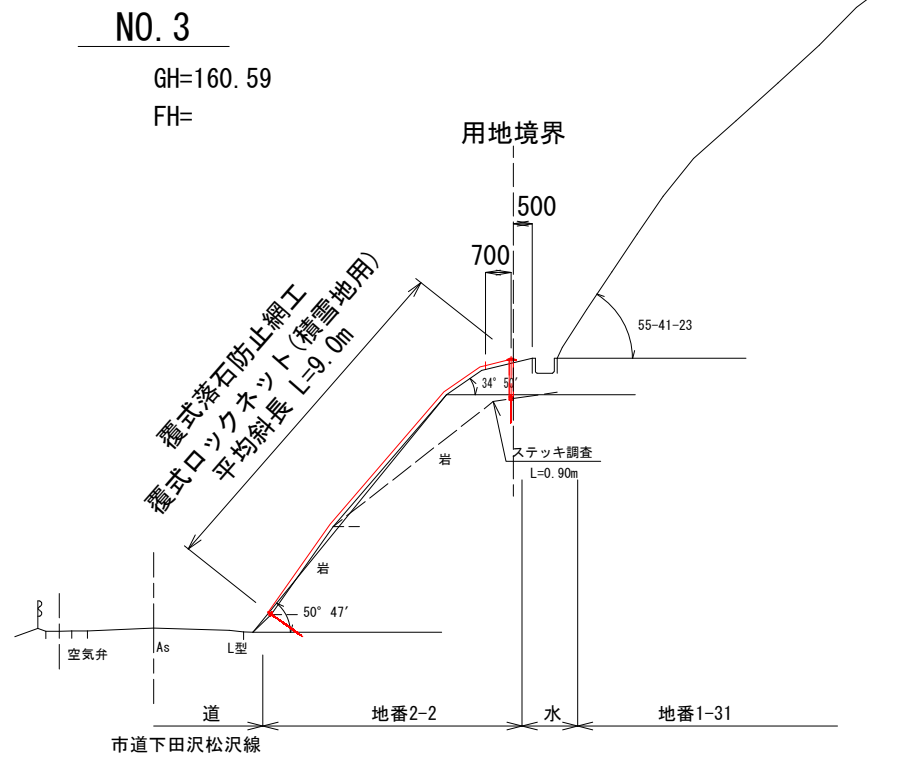 NO.3
GH=160.59
FH=
用地境界
500
700
覆式落石防止網工
覆式ロックネット(積雪地用)
平均斜長 L=9.0m
55-41-23
34° 50′
ステッキ調査
L=0.90m
岩
岩
50° 47′
空気弁
As
L型
道
地番2-2
水
地番1-31
市道下田沢松沢線